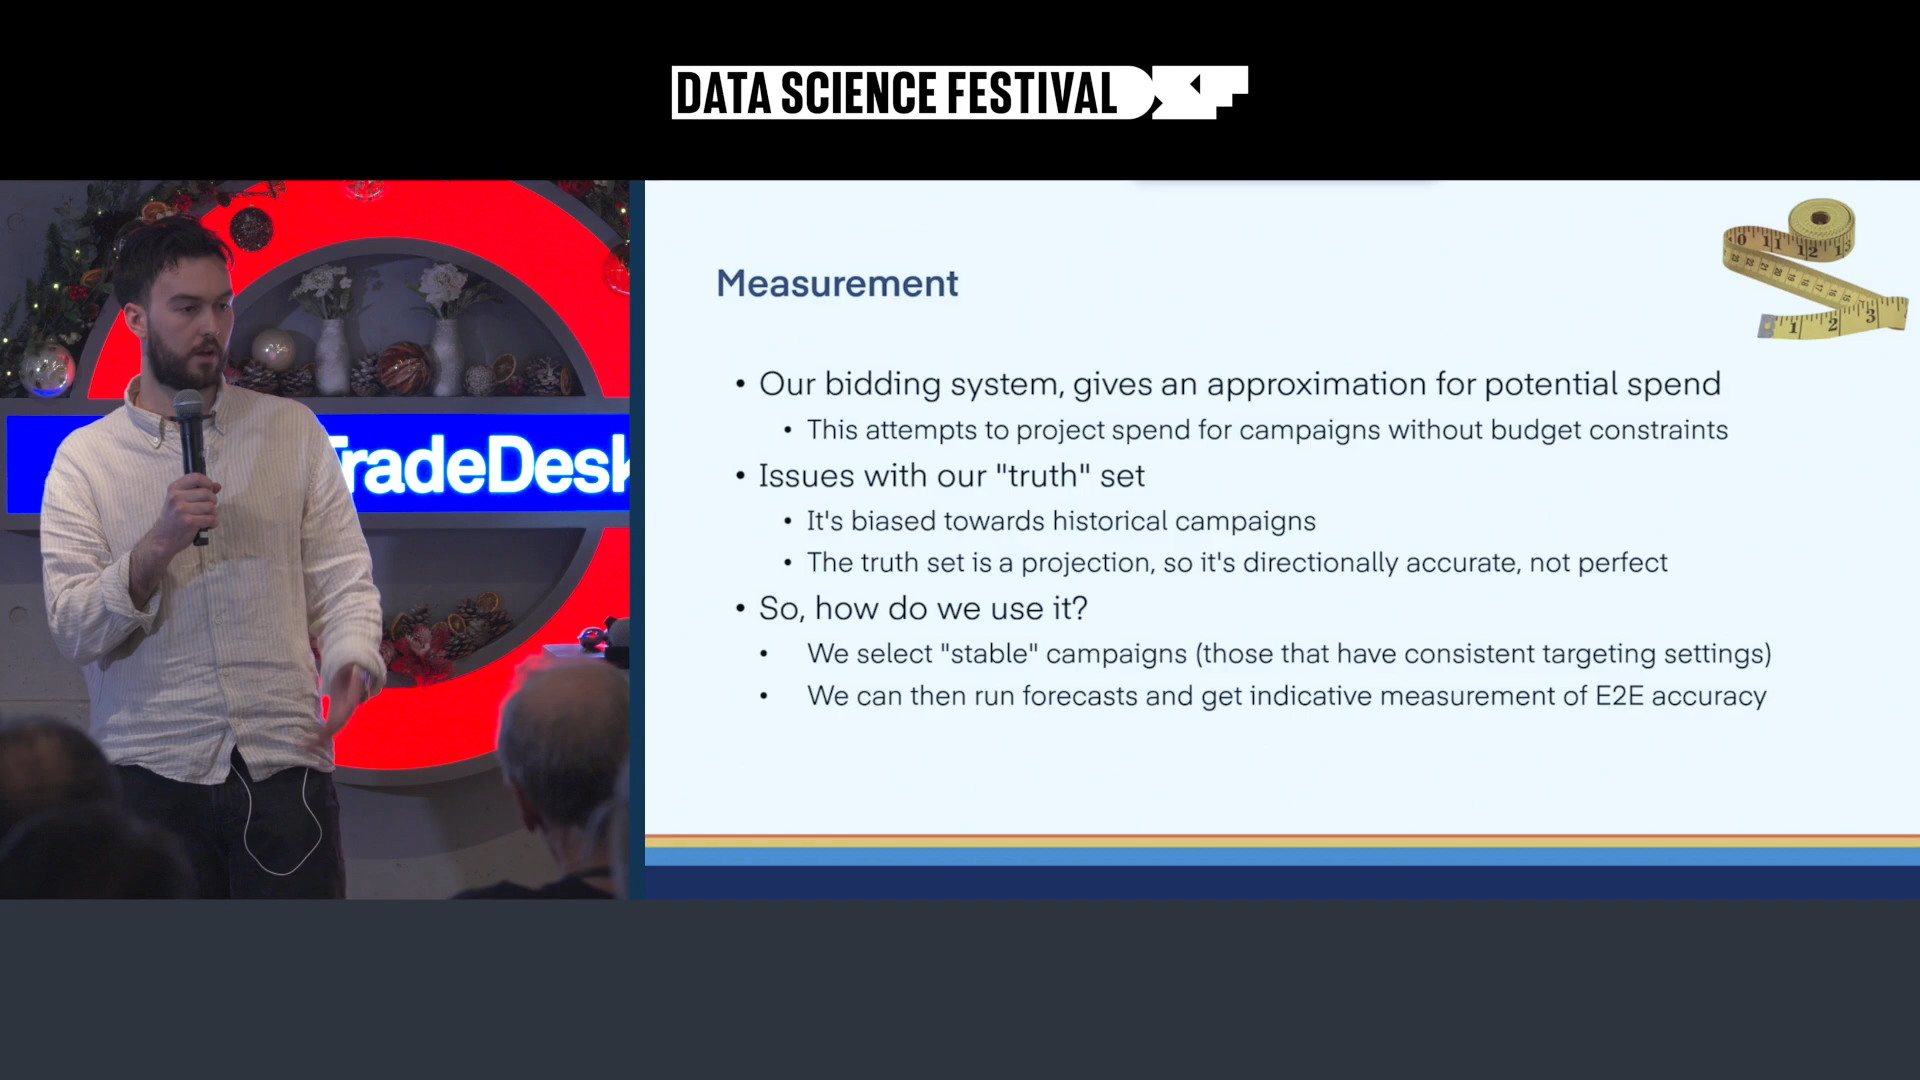 DATA SCIENCE FESTIVAL
TradeDesk
Measurement
• Our bidding system, gives an approximation for potential spend
• This attempts to project spend for campaigns without budget constraints
• Issues with our "truth" set
• It's biased towards historical campaigns
• The truth set is a projection, so it's directionally accurate, not perfect
• So, how do we use it?
• We select "stable" campaigns (those that have consistent targeting settings)
• We can then run forecasts and get indicative measurement of E2E accuracy